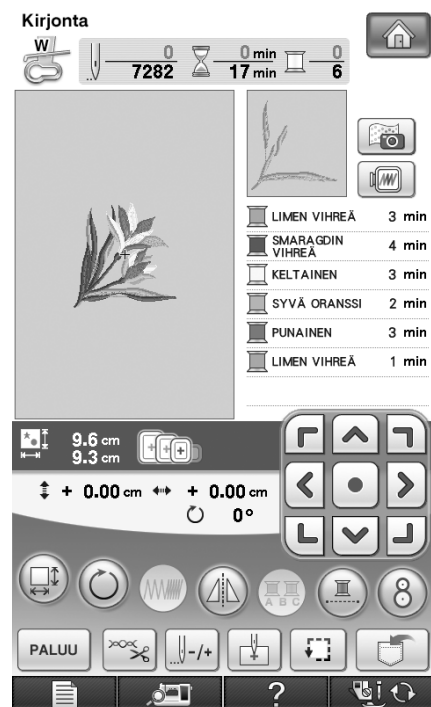 Kirjonta
W
0 0 min 0
7282 17 min 6
LIMEN VIHREÄ 3 min
SMARAGDIN VIHREÄ 4 min
KELTAINEN 3 min
SYVÄ ORANSSI 2 min
PUNAINEN 3 min
LIMEN VIHREÄ 1 min
9.6 cm
9.3 cm
+ 0.00 cm + 0.00 cm
0°
A B C
8
PALUU -/+
? i